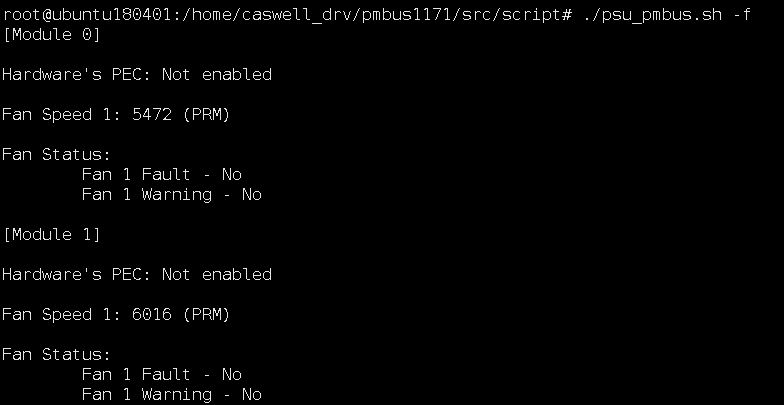 root@ubuntu180401:/home/caswell_drv/pmbus1171/src/script# ./psu_pmbus.sh -f
[Module 0]
Hardware's PEC: Not enabled
Fan Speed 1: 5472 (PRM)
Fan Status:
Fan 1 Fault - No
Fan 1 Warning - No
[Module 1]
Hardware's PEC: Not enabled
Fan Speed 1: 6016 (PRM)
Fan Status:
Fan 1 Fault - No
Fan 1 Warning - No